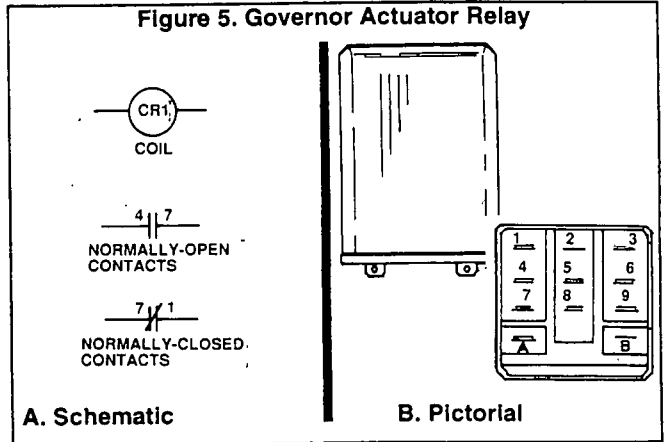 Figure 5. Governor Actuator Relay
CR1
COIL
4 7
NORMALLY-OPEN
CONTACTS
7 1
NORMALLY-CLOSED
CONTACTS
A. Schematic
1 2 3
4 5 6
7 8 9
A B
B. Pictorial